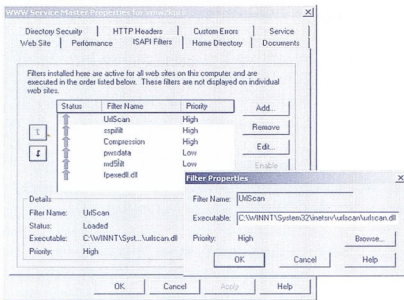 WWW Service Master Properties for
Directory Security HTTP Headers Custom Errors Service
Web Site Performance ISAPI Filters Home Directory Documents
Filters installed here are active for all web sites on this computer and are
executed in the order listed below. These filters are not displayed on individual
web sites.
Status Filter Name Priority
UrlScan High
sspifilt High
Compression High
pwsdata Low
md5filt Low
fpexedll.dll
Add...
Remove
Edit...
Enable
Details
Filter Name: UrlScan
Status: Loaded
Executable: C:\WINNT\Syst...\urlscan.dll
Priority: High
OK Cancel Apply Help
Filter Properties
Filter Name: UrlScan
Executable: C:\WINNT\System32\inetsrv\urlscan\urlscan.dll
Priority: High Browse...
OK Cancel Help